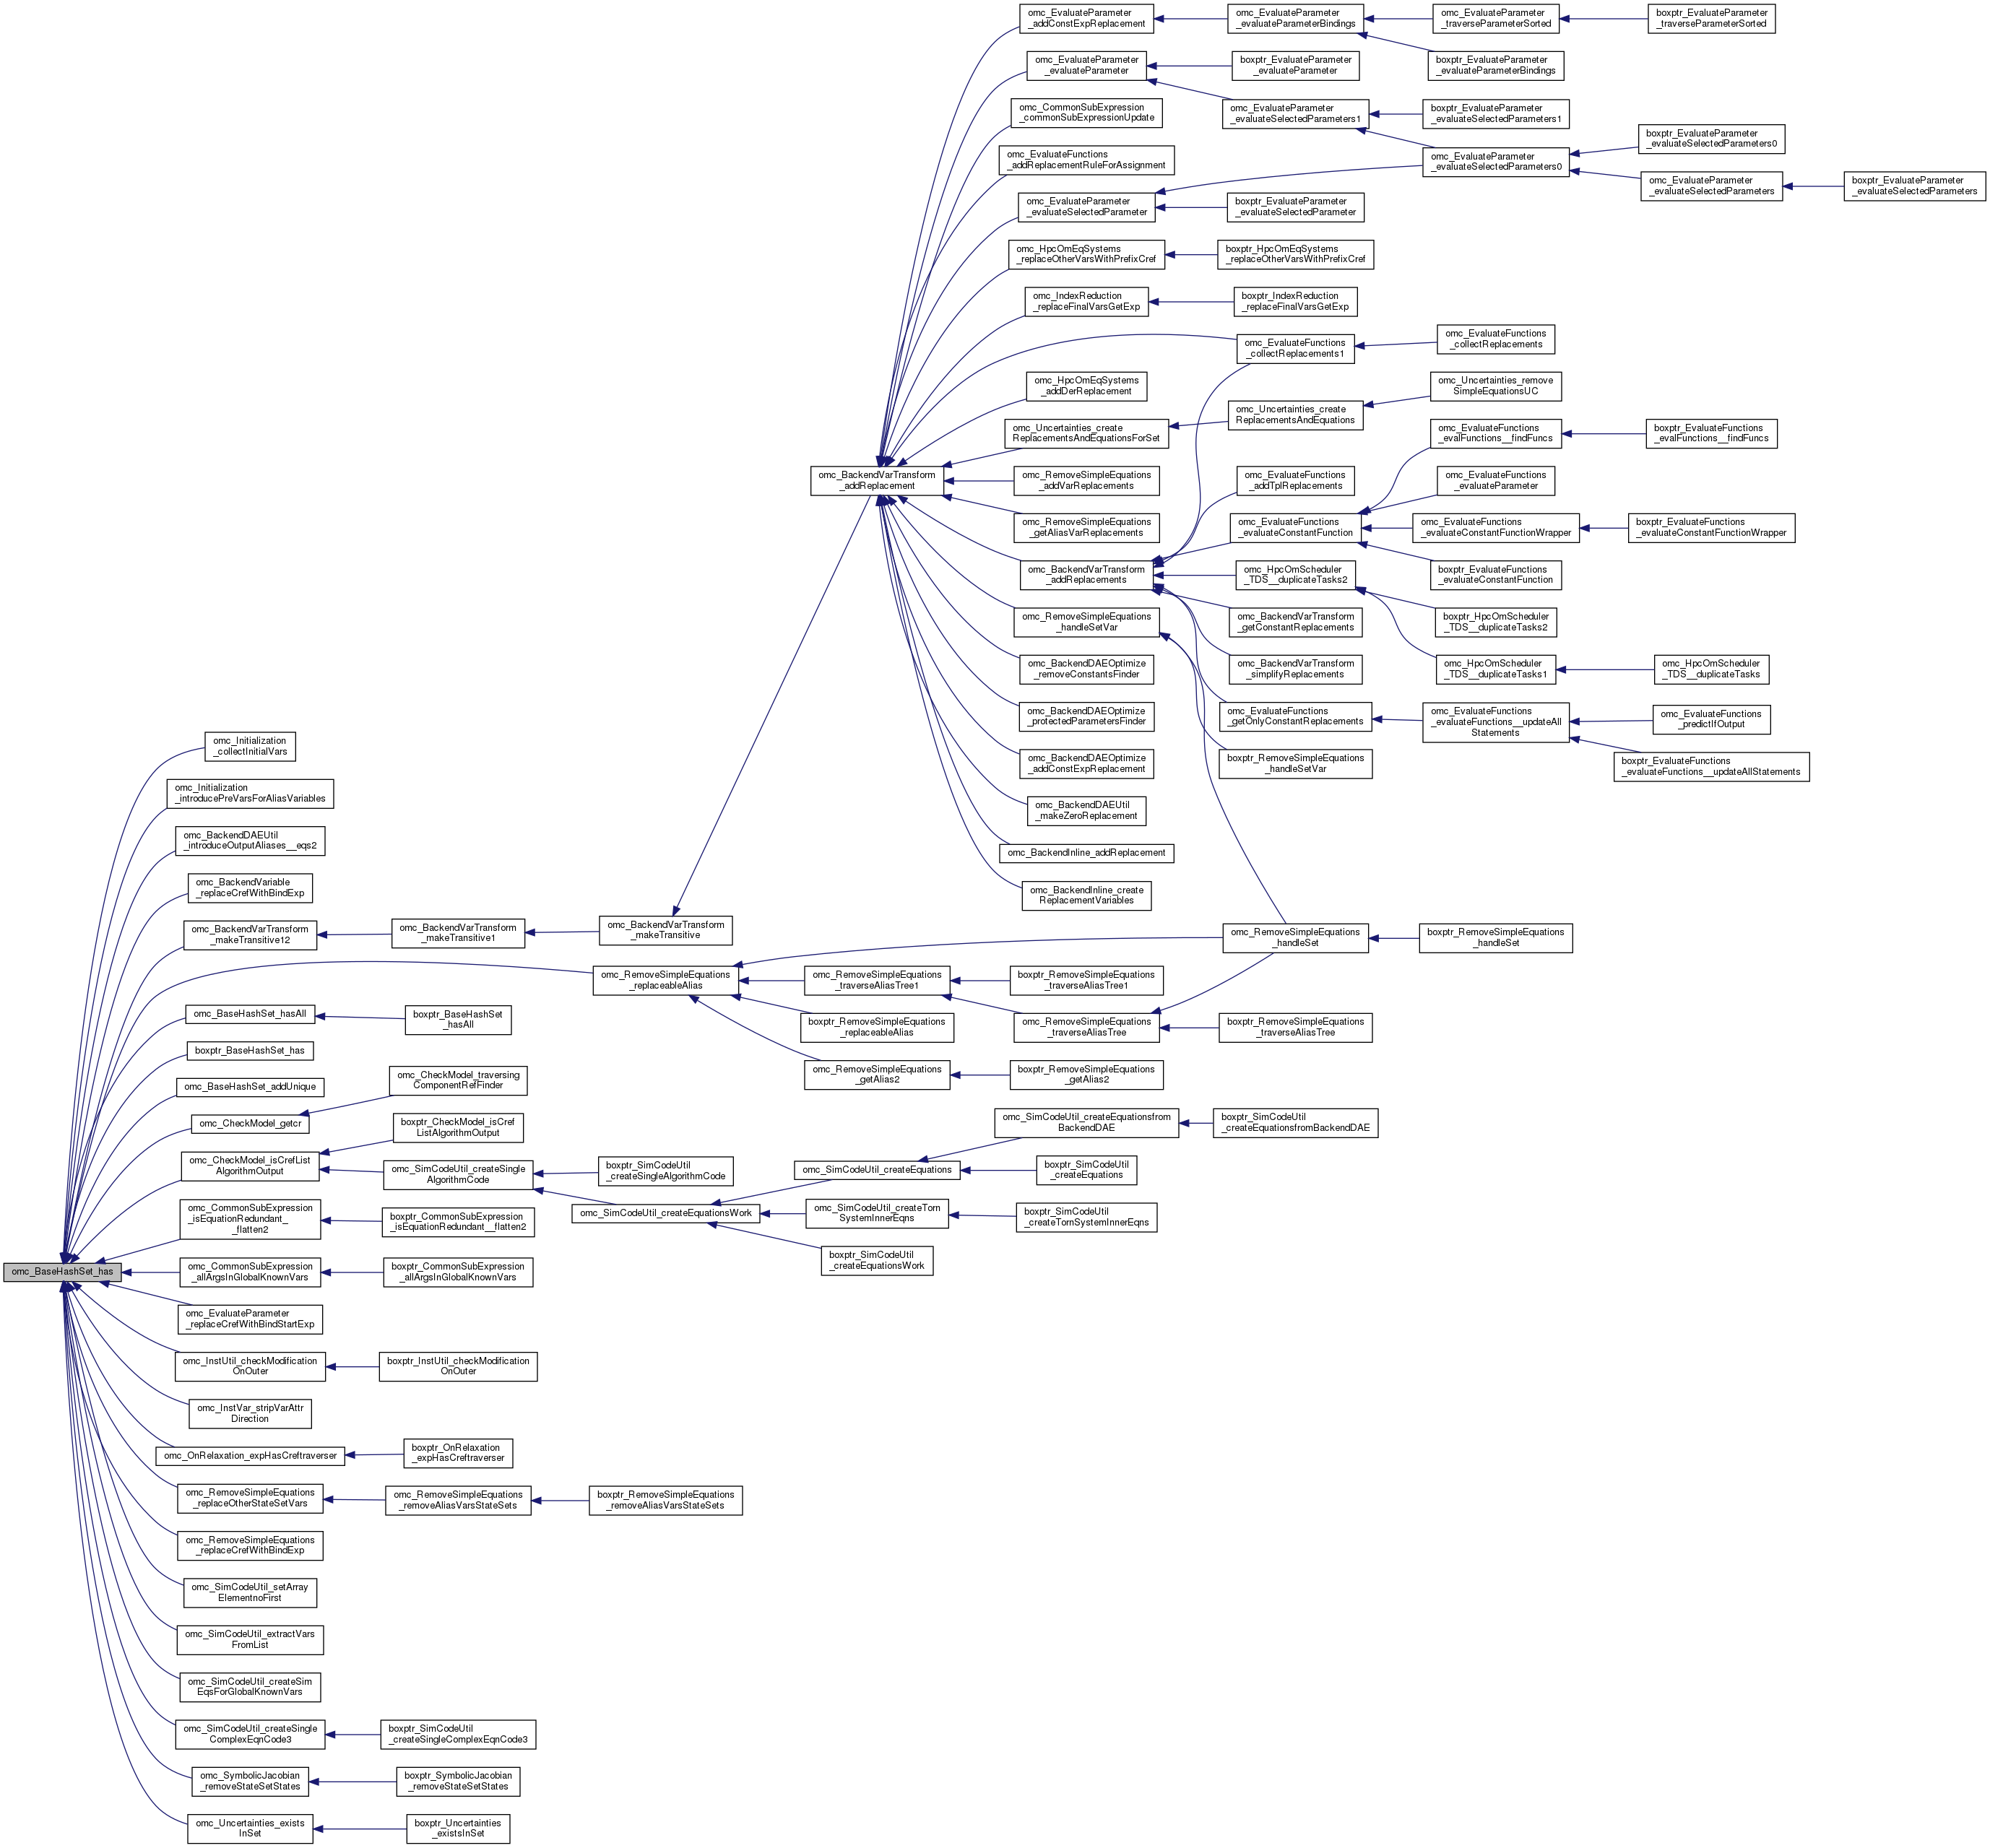 omc_EvaluateParameter
_addConstExpReplacement
omc_EvaluateParameter
_evaluateParameterBindings
omc_EvaluateParameter
_traverseParameterSorted
boxptr_EvaluateParameter
_traverseParameterSorted
omc_EvaluateParameter
_evaluateParameter
boxptr_EvaluateParameter
_evaluateParameter
boxptr_EvaluateParameter
_evaluateParameterBindings
omc_CommonSubExpression
_commonSubExpressionUpdate
omc_EvaluateParameter
_evaluateSelectedParameters1
boxptr_EvaluateParameter
_evaluateSelectedParameters1
boxptr_EvaluateParameter
_evaluateSelectedParameters0
omc_EvaluateFunctions
_addReplacementRuleForAssignment
omc_EvaluateParameter
_evaluateSelectedParameters0
omc_EvaluateParameter
_evaluateSelectedParameters
boxptr_EvaluateParameter
_evaluateSelectedParameters
omc_EvaluateParameter
_evaluateSelectedParameter
boxptr_EvaluateParameter
_evaluateSelectedParameter
omc_HpcOmEqSystems
_replaceOtherVarsWithPrefixCref
boxptr_HpcOmEqSystems
_replaceOtherVarsWithPrefixCref
omc_IndexReduction
_replaceFinalVarsGetExp
boxptr_IndexReduction
_replaceFinalVarsGetExp
omc_EvaluateFunctions
_collectReplacements1
omc_EvaluateFunctions
_collectReplacements
omc_HpcOmEqSystems
_addDerReplacement
omc_Uncertainties_remove
SimpleEquationsUC
omc_Uncertainties_create
ReplacementsAndEquationsForSet
omc_Uncertainties_create
ReplacementsAndEquations
omc_EvaluateFunctions
_evalFunctions__findFuncs
boxptr_EvaluateFunctions
_evalFunctions__findFuncs
omc_BackendVarTransform
_addReplacement
omc_RemoveSimpleEquations
_addVarReplacements
omc_EvaluateFunctions
_addTplReplacements
omc_EvaluateFunctions
_evaluateParameter
omc_RemoveSimpleEquations
_getAliasVarReplacements
omc_EvaluateFunctions
_evaluateConstantFunction
omc_EvaluateFunctions
_evaluateConstantFunctionWrapper
boxptr_EvaluateFunctions
_evaluateConstantFunctionWrapper
omc_BackendVarTransform
_addReplacements
omc_HpcOmScheduler
_TDS__duplicateTasks2
boxptr_EvaluateFunctions
_evaluateConstantFunction
omc_RemoveSimpleEquations
_handleSetVar
omc_BackendVarTransform
_getConstantReplacements
boxptr_HpcOmScheduler
_TDS__duplicateTasks2
omc_BackendDAEOptimize
_removeConstantsFinder
omc_BackendVarTransform
_simplifyReplacements
omc_HpcOmScheduler
_TDS__duplicateTasks1
omc_HpcOmScheduler
_TDS__duplicateTasks
omc_BackendDAEOptimize
_protectedParametersFinder
omc_EvaluateFunctions
_getOnlyConstantReplacements
omc_EvaluateFunctions
_evaluateFunctions__updateAll
Statements
omc_EvaluateFunctions
_predictIfOutput
omc_BackendDAEOptimize
_addConstExpReplacement
boxptr_RemoveSimpleEquations
_handleSetVar
boxptr_EvaluateFunctions
_evaluateFunctions__updateAllStatements
omc_BackendDAEUtil
_makeZeroReplacement
omc_BackendInline_addReplacement
omc_BackendInline_create
ReplacementVariables
omc_Initialization
_collectInitialVars
omc_Initialization
_introducePreVarsForAliasVariables
omc_BackendDAEUtil
_introduceOutputAliases__eqs2
omc_BackendVariable
_replaceCrefWithBindExp
omc_BackendVarTransform
_makeTransitive12
omc_BackendVarTransform
_makeTransitive1
omc_BackendVarTransform
_makeTransitive
omc_RemoveSimpleEquations
_handleSet
boxptr_RemoveSimpleEquations
_handleSet
omc_RemoveSimpleEquations
_replaceableAlias
omc_RemoveSimpleEquations
_traverseAliasTree1
boxptr_RemoveSimpleEquations
_traverseAliasTree1
omc_BaseHashSet_hasAll
boxptr_BaseHashSet
_hasAll
boxptr_RemoveSimpleEquations
_replaceableAlias
omc_RemoveSimpleEquations
_traverseAliasTree
boxptr_RemoveSimpleEquations
_traverseAliasTree
boxptr_BaseHashSet_has
omc_RemoveSimpleEquations
_getAlias2
boxptr_RemoveSimpleEquations
_getAlias2
omc_BaseHashSet_addUnique
omc_CheckModel_traversing
ComponentRefFinder
omc_CheckModel_getcr
boxptr_CheckModel_isCref
ListAlgorithmOutput
omc_SimCodeUtil_createEquationsfrom
BackendDAE
boxptr_SimCodeUtil
_createEquationsfromBackendDAE
omc_CheckModel_isCrefList
AlgorithmOutput
omc_SimCodeUtil_createSingle
AlgorithmCode
boxptr_SimCodeUtil
_createSingleAlgorithmCode
omc_SimCodeUtil_createEquations
boxptr_SimCodeUtil
_createEquations
omc_CommonSubExpression
_isEquationRedundant_
_flatten2
boxptr_CommonSubExpression
_isEquationRedundant__flatten2
omc_SimCodeUtil_createEquationsWork
omc_SimCodeUtil_createTorn
SystemInnerEqns
boxptr_SimCodeUtil
_createTornSystemInnerEqns
boxptr_SimCodeUtil
_createEquationsWork
omc_BaseHashSet_has
omc_CommonSubExpression
_allArgsInGlobalKnownVars
boxptr_CommonSubExpression
_allArgsInGlobalKnownVars
omc_EvaluateParameter
_replaceCrefWithBindStartExp
omc_InstUtil_checkModification
OnOuter
boxptr_InstUtil_checkModification
OnOuter
omc_InstVar_stripVarAttr
Direction
omc_OnRelaxation_expHasCreftraverser
boxptr_OnRelaxation
_expHasCreftraverser
omc_RemoveSimpleEquations
_replaceOtherStateSetVars
omc_RemoveSimpleEquations
_removeAliasVarsStateSets
boxptr_RemoveSimpleEquations
_removeAliasVarsStateSets
omc_RemoveSimpleEquations
_replaceCrefWithBindExp
omc_SimCodeUtil_setArray
ElementnoFirst
omc_SimCodeUtil_extractVars
FromList
omc_SimCodeUtil_createSim
EqsForGlobalKnownVars
omc_SimCodeUtil_createSingle
ComplexEqnCode3
boxptr_SimCodeUtil
_createSingleComplexEqnCode3
omc_SymbolicJacobian
_removeStateSetStates
boxptr_SymbolicJacobian
_removeStateSetStates
omc_Uncertainties_exists
InSet
boxptr_Uncertainties
_existsInSet